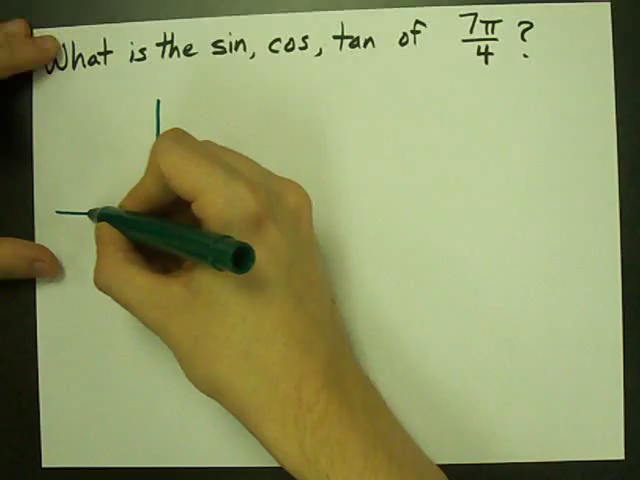 What is the sin, cos, tan of 7π/4 ?